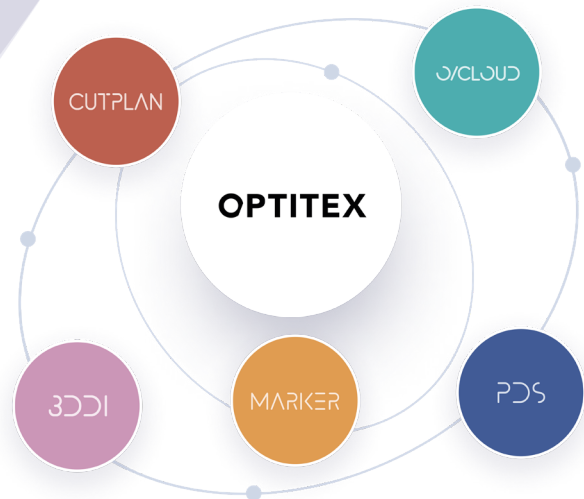 O/CLOUD
CUTPLAN
OPTITEX
3DDI
MARKER
PDS